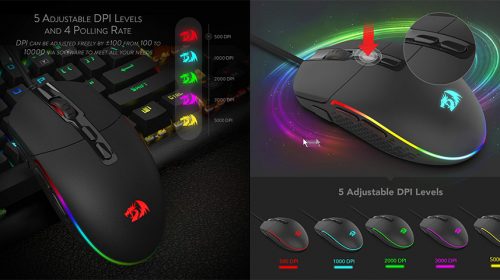 5 Adjustable DPI Levels
and 4 Polling Rate
DPI can be adjusted freely by ±100 from 100 to
10000 via software to meet all your needs
500 DPI
1000 DPI
2000 DPI
3000 DPI
5000 DPI
CTRL
5 Adjustable DPI Levels
500 DPI
1000 DPI
2000 DPI
3000 DPI
5000